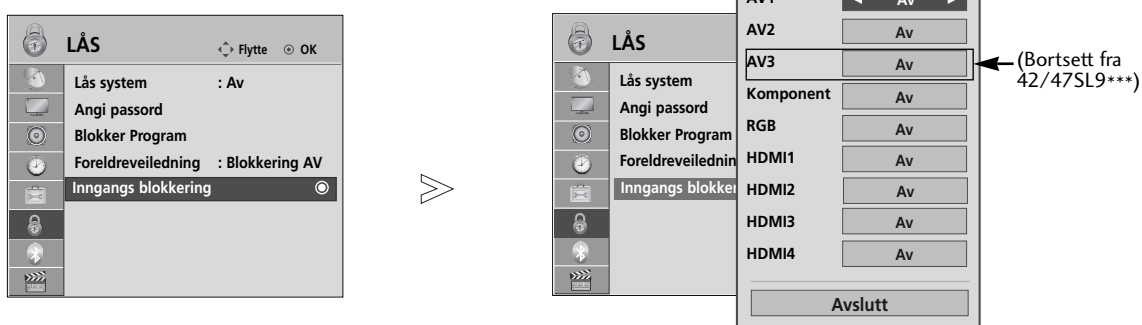 LÅS Flytte OK
Lås system : Av
Angi passord
Blokker Program
Foreldreveiledning : Blokkering AV
Inngangs blokkering
LÅS
Lås system
Angi passord
Blokker Program
Foreldreveilednin
Inngangs blokker
AV1 Av
AV2 Av
AV3 Av
Komponent Av
RGB Av
HDMI1 Av
HDMI2 Av
HDMI3 Av
HDMI4 Av
Avslutt
(Bortsett fra
42/47SL9***)